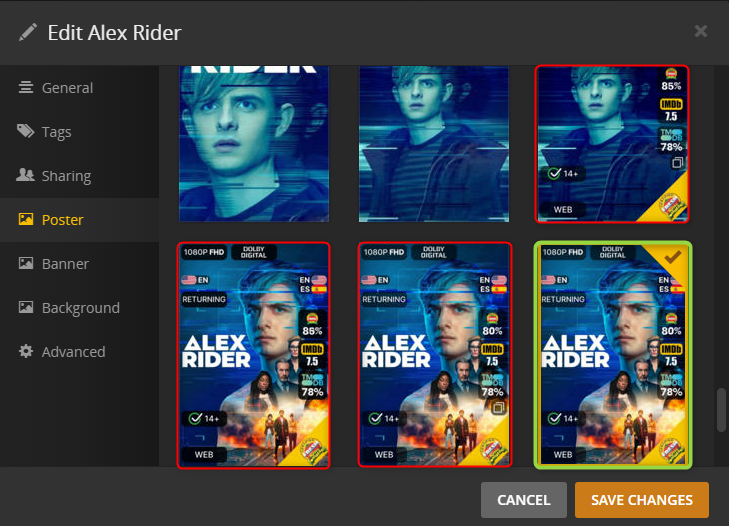 Edit Alex Rider
General
Tags
Sharing
Poster
Banner
Background
Advanced
RIDER
85%
IMDb
7.5
TMDB
78%
14+
WEB
1080P FHD
DOLBY
DIGITAL
EN
EN
ES
RETURNING
85%
ALEX
RIDER
IMDb
7.5
TMDB
78%
14+
WEB
1080P FHD
DOLBY
DIGITAL
EN
EN
ES
RETURNING
80%
ALEX
RIDER
IMDb
7.5
TMDB
78%
14+
WEB
1080P FHD
DOLBY
DIGITAL
EN
EN
ES
RETURNING
80%
ALEX
RIDER
IMDb
7.5
TMDB
78%
14+
WEB
CANCEL
SAVE CHANGES